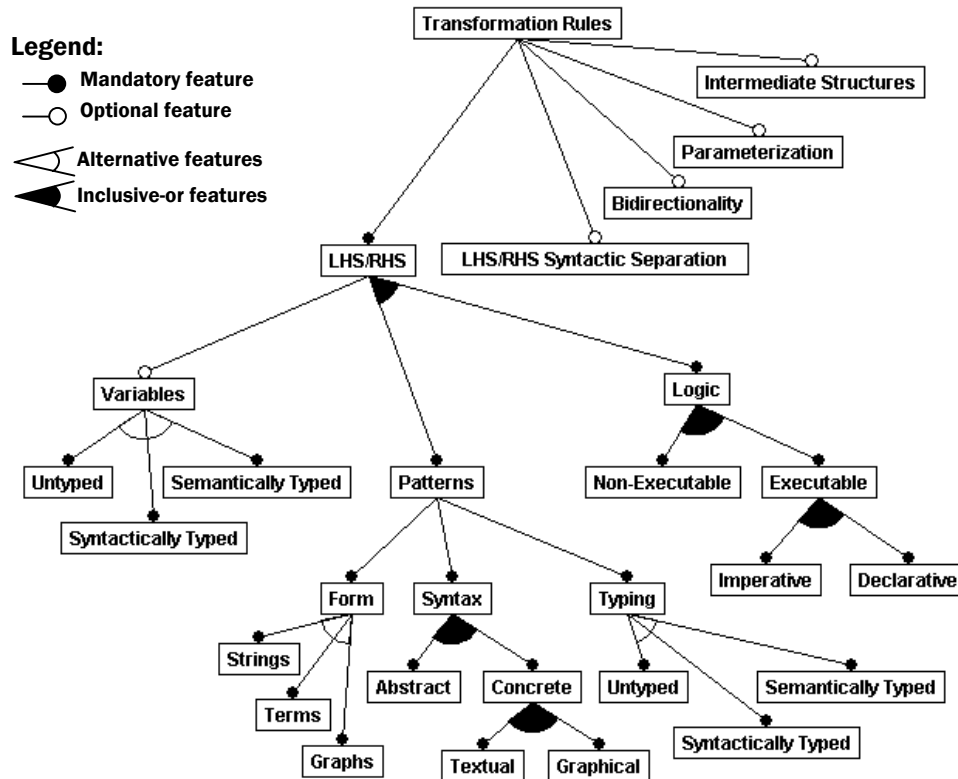 Transformation Rules
Legend:
Mandatory feature
Optional feature
Alternative features
Inclusive-or features
Intermediate Structures
Parameterization
Bidirectionality
LHS/RHS
LHS/RHS Syntactic Separation
Variables
Logic
Untyped
Semantically Typed
Patterns
Non-Executable
Executable
Syntactically Typed
Imperative
Declarative
Form
Syntax
Typing
Strings
Abstract
Concrete
Untyped
Semantically Typed
Terms
Syntactically Typed
Graphs
Textual
Graphical